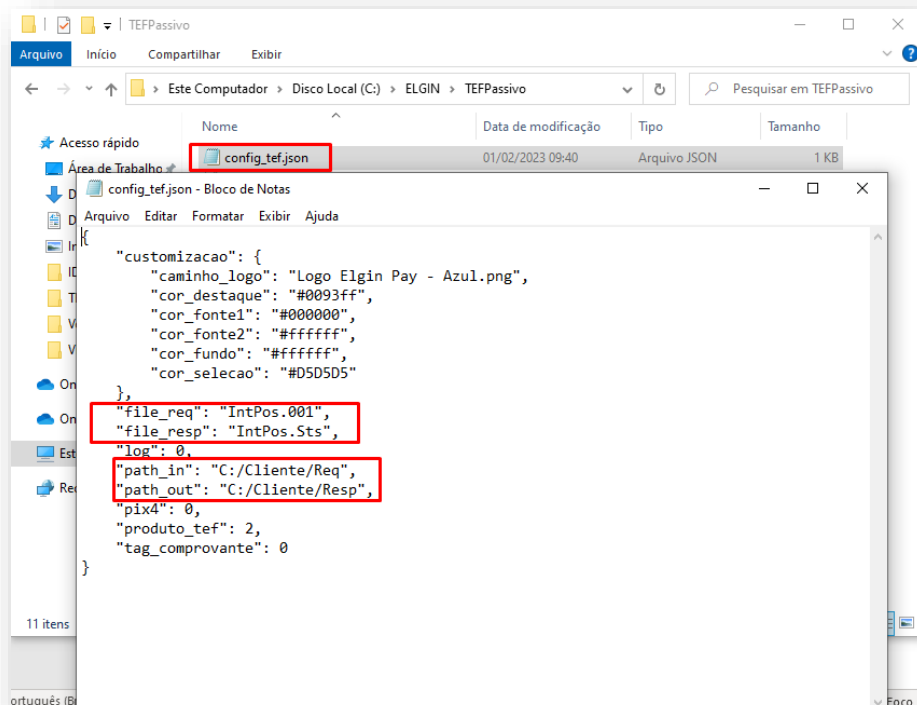 TEFPassivo
Arquivo Início Compartilhar Exibir
Este Computador > Disco Local (C:) > ELGIN > TEFPassivo
Pesquisar em TEFPassivo
Nome Data de modificação Tipo Tamanho
Acesso rápido
config_tef.json 01/02/2023 09:40 Arquivo JSON 1 KB
Área de Trabalho
config_tef.json - Bloco de Notas
Arquivo Editar Formatar Exibir Ajuda
{
"customizacao": {
"caminho_logo": "Logo Elgin Pay - Azul.png",
"cor_destaque": "#0093ff",
"cor_fonte1": "#000000",
"cor_fonte2": "#ffffff",
"cor_fundo": "#ffffff",
"cor_selecao": "#D5D5D5"
},
"file_req": "IntPos.001",
"file_resp": "IntPos.Sts",
"log": 0,
"path_in": "C:/Cliente/Req",
"path_out": "C:/Cliente/Resp",
"pix4": 0,
"produto_tef": 2,
"tag_comprovante": 0
}
11 itens
Foco